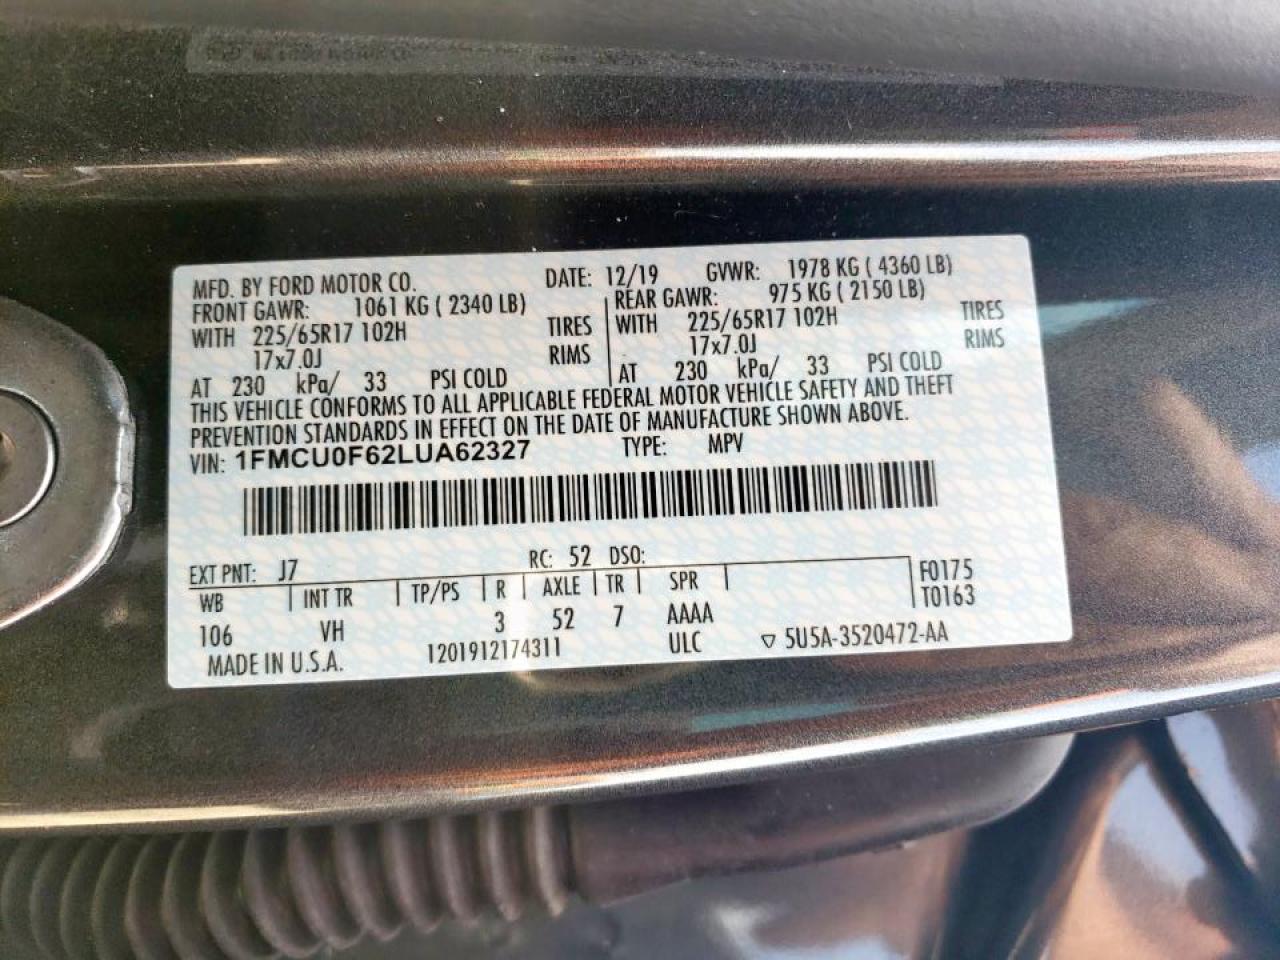 MFD. BY FORD MOTOR CO. DATE: 12/19 GVWR: 1978 KG ( 4360 LB)
FRONT GAWR: 1061 KG ( 2340 LB) REAR GAWR: 975 KG ( 2150 LB)
WITH 225/65R17 102H TIRES WITH 225/65R17 102H TIRES
17x7.0J RIMS 17x7.0J RIMS
AT 230 kPa/ 33 PSI COLD AT 230 kPa/ 33 PSI COLD
THIS VEHICLE CONFORMS TO ALL APPLICABLE FEDERAL MOTOR VEHICLE SAFETY AND THEFT
PREVENTION STANDARDS IN EFFECT ON THE DATE OF MANUFACTURE SHOWN ABOVE.
VIN: 1FMCU0F62LUA62327 TYPE: MPV
EXT PNT: J7 RC: 52 DSO:
WB INT TR TP/PS R AXLE TR SPR F0175
106 VH 3 52 7 AAAA T0163
MADE IN U.S.A. 1201912174311 ULC ▽ 5U5A-3520472-AA